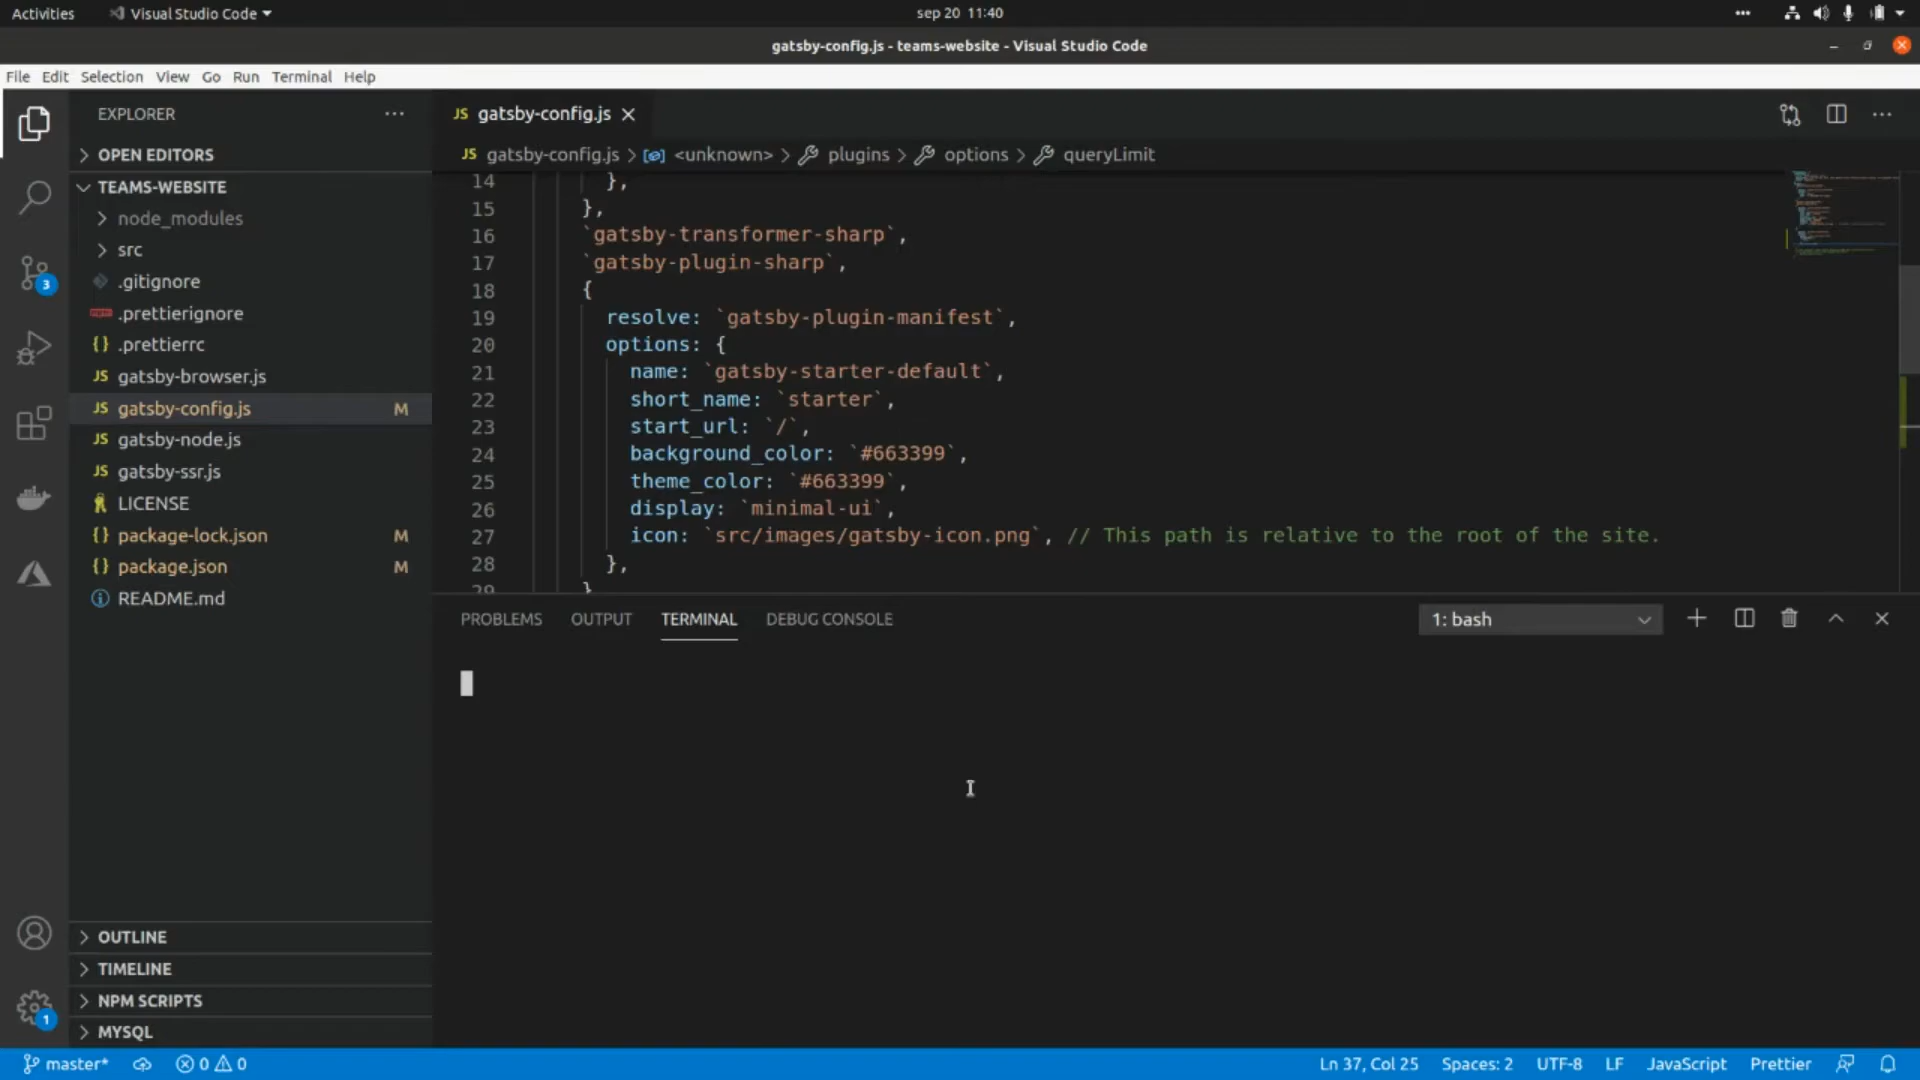 Activities
Visual Studio Code
sep 20 11:40
gatsby-config.js - teams-website - Visual Studio Code
File Edit Selection View Go Run Terminal Help
EXPLORER
OPEN EDITORS
TEAMS-WEBSITE
node_modules
src
.gitignore
.prettierignore
{} .prettierrc
JS gatsby-browser.js
JS gatsby-config.js M
JS gatsby-node.js
JS gatsby-ssr.js
LICENSE
{} package-lock.json M
{} package.json M
README.md
3
OUTLINE
TIMELINE
NPM SCRIPTS
MYSQL
1
JS gatsby-config.js
JS gatsby-config.js > <unknown> > plugins > options > queryLimit
14 },
15 },
16 `gatsby-transformer-sharp`,
17 `gatsby-plugin-sharp`,
18 {
19 resolve: `gatsby-plugin-manifest`,
20 options: {
21 name: `gatsby-starter-default`,
22 short_name: `starter`,
23 start_url: `/`,
24 background_color: `#663399`,
25 theme_color: `#663399`,
26 display: `minimal-ui`,
27 icon: `src/images/gatsby-icon.png`, // This path is relative to the root of the site.
28 },
29 }
PROBLEMS OUTPUT TERMINAL DEBUG CONSOLE
1: bash
master* 0 0
Ln 37, Col 25 Spaces: 2 UTF-8 LF JavaScript Prettier